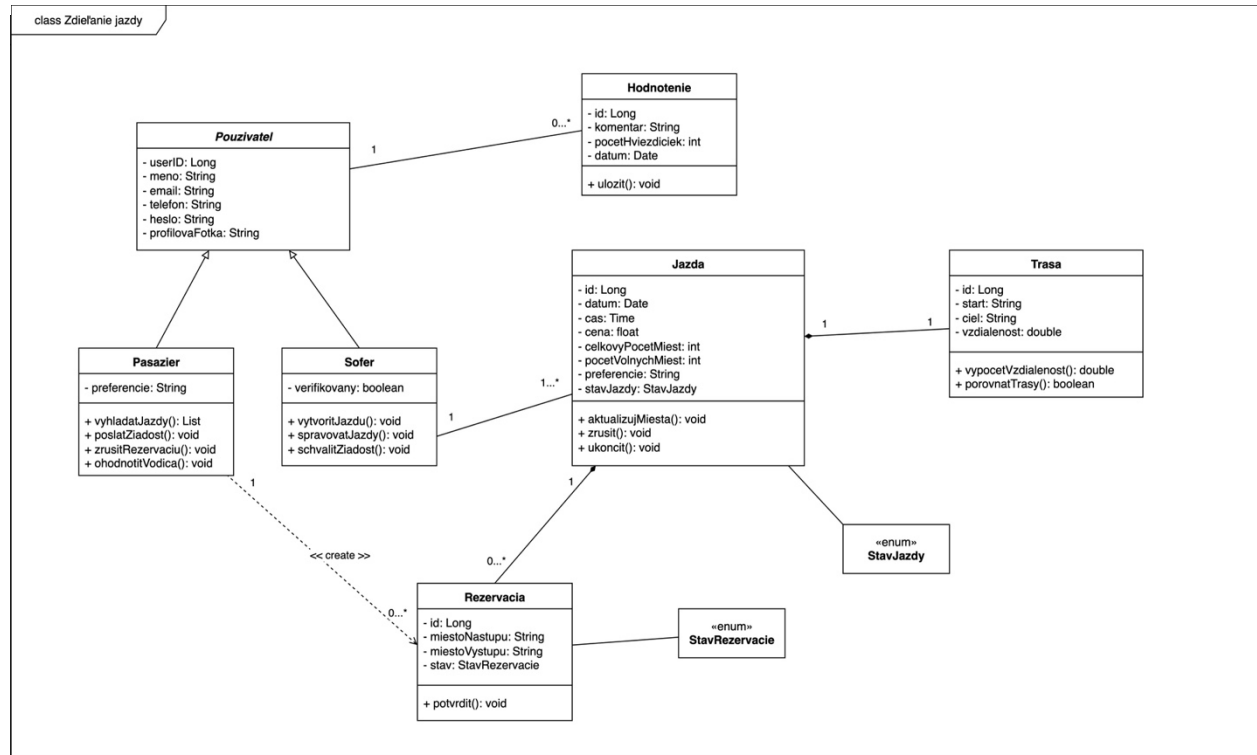 class Zdieľanie jazdy
Hodnotenie
- id: Long
- komentar: String
- pocetHviezdiciek: int
- datum: Date
+ ulozit(): void
0...*
1
Pouzivatel
- userID: Long
- meno: String
- email: String
- telefon: String
- heslo: String
- profilovaFotka: String
Jazda
- id: Long
- datum: Date
- cas: Time
- cena: float
- celkovyPocetMiest: int
- pocetVolnychMiest: int
- preferencie: String
- stavJazdy: StavJazdy
+ aktualizujMiesta(): void
+ zrusit(): void
+ ukoncit(): void
1
1
Trasa
- id: Long
- start: String
- ciel: String
- vzdialenost: double
+ vypocetVzdialenost(): double
+ porovnatTrasy(): boolean
Pasazier
- preferencie: String
+ vyhladatJazdy(): List
+ poslatZiadost(): void
+ zrusitRezervaciu(): void
+ ohodnotitVodica(): void
Sofer
- verifikovany: boolean
+ vytvoritJazdu(): void
+ spravovatJazdy(): void
+ schvalitZiadost(): void
1...*
1
1
1
<< create >>
0...*
0...*
«enum»
StavJazdy
Rezervacia
- id: Long
- miestoNastupu: String
- miestoVystupu: String
- stav: StavRezervacie
+ potvrdit(): void
«enum»
StavRezervacie